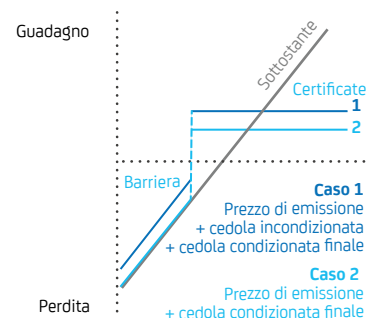 Guadagno
Sottostante
Certificate
1
2
Barriera
Caso 1
Prezzo di emissione
+ cedola incondizionata
+ cedola condizionata finale
Caso 2
Prezzo di emissione
+ cedola condizionata finale
Perdita